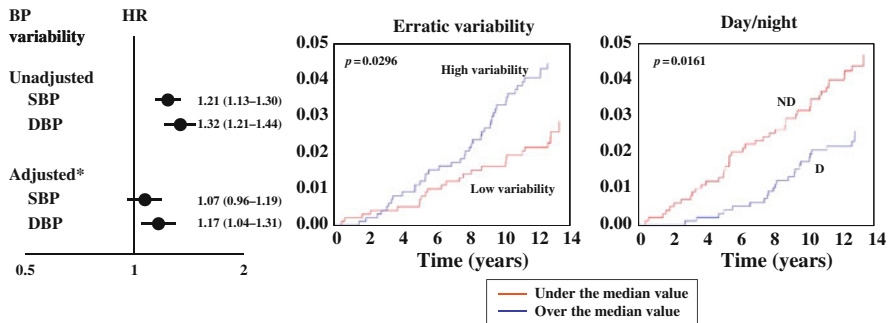 BP variability HR
Unadjusted
SBP 1.21 (1.13–1.30)
DBP 1.32 (1.21–1.44)
Adjusted*
SBP 1.07 (0.96–1.19)
DBP 1.17 (1.04–1.31)
0.5 1 2
Erratic variability
p=0.0296
High variability
Low variability
0.05
0.04
0.03
0.02
0.01
0.00
0 2 4 6 8 10 12 14
Time (years)
Day/night
p=0.0161
ND
D
0.05
0.04
0.03
0.02
0.01
0.00
0 2 4 6 8 10 12 14
Time (years)
Under the median value
Over the median value